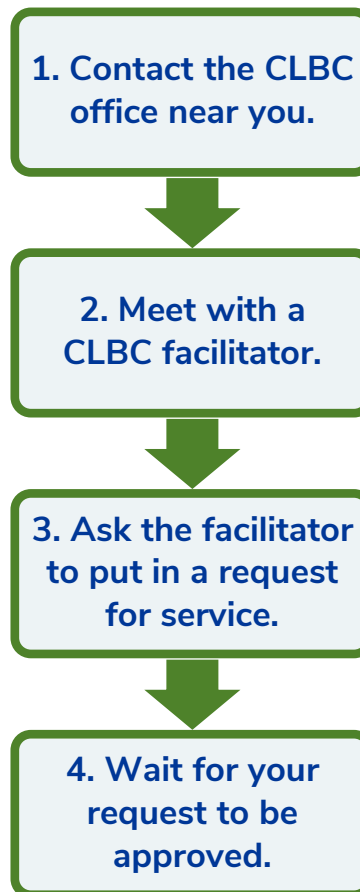 1. Contact the CLBC
office near you.
2. Meet with a
CLBC facilitator.
3. Ask the facilitator
to put in a request
for service.
4. Wait for your
request to be
approved.